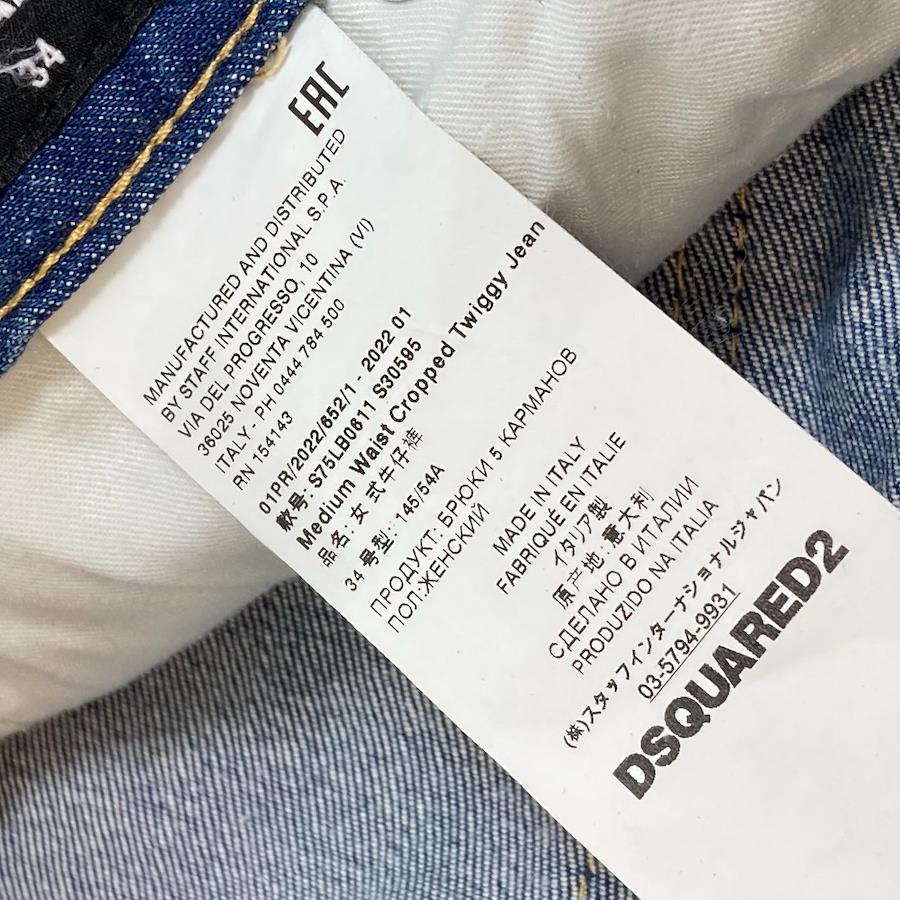 34
EAC
MANUFACTURED AND DISTRIBUTED
BY STAFF INTERNATIONAL S.P.A.
VIA DEL PROGRESSO, 10
36025 NOVENTA VICENTINA (VI)
ITALY- PH 0444 784 500
RN 154143
01PR/2022/652/1 - 2022 01
款号: S75LB0611 S30595
Medium Waist Cropped Twiggy Jean
品名: 女式牛仔裤
34 号型: 145/54A
ПРОДУКТ: БРЮКИ 5 КАРМАНОВ
ПОЛ:ЖЕНСКИЙ
MADE IN ITALY
FABRIQUÉ EN ITALIE
イタリア製
原产地: 意大利
СДЕЛАНО В ИТАЛИИ
PRODUZIDO NA ITALIA
(株)スタッフインターナショナルジャパン
03-5794-9931
DSQUARED2